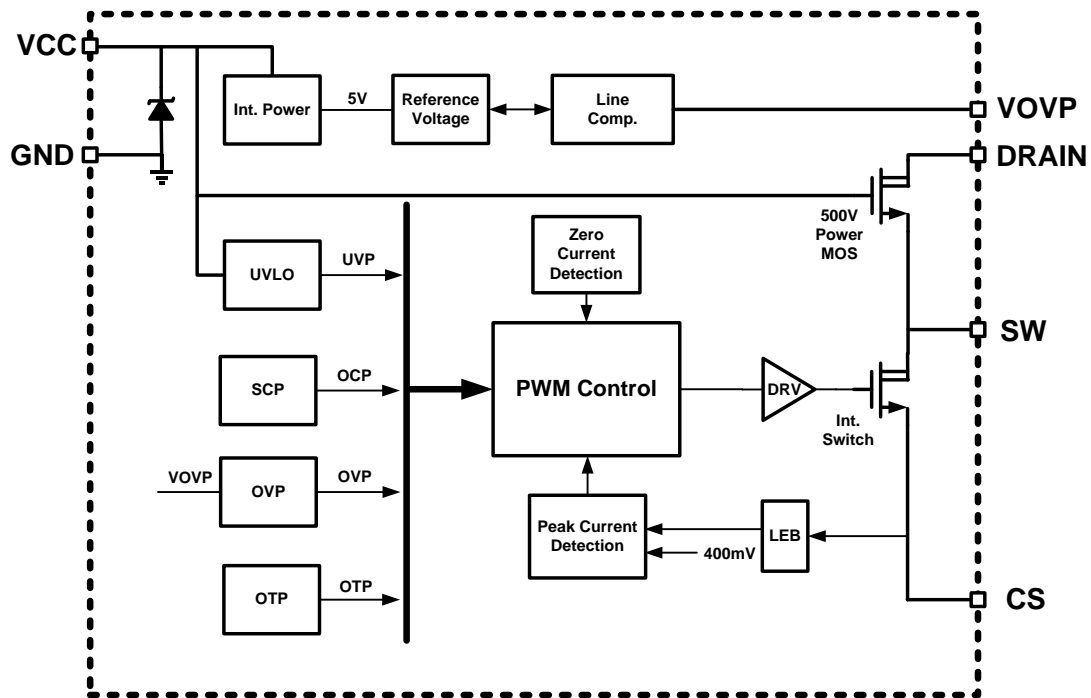 VCC
GND
Int. Power
5V
Reference
Voltage
Line
Comp.
VOVP
DRAIN
500V
Power
MOS
UVLO
UVP
Zero
Current
Detection
SW
SCP
OCP
PWM Control
DRV
Int.
Switch
VOVP
OVP
OVP
Peak Current
Detection
400mV
LEB
OTP
OTP
CS